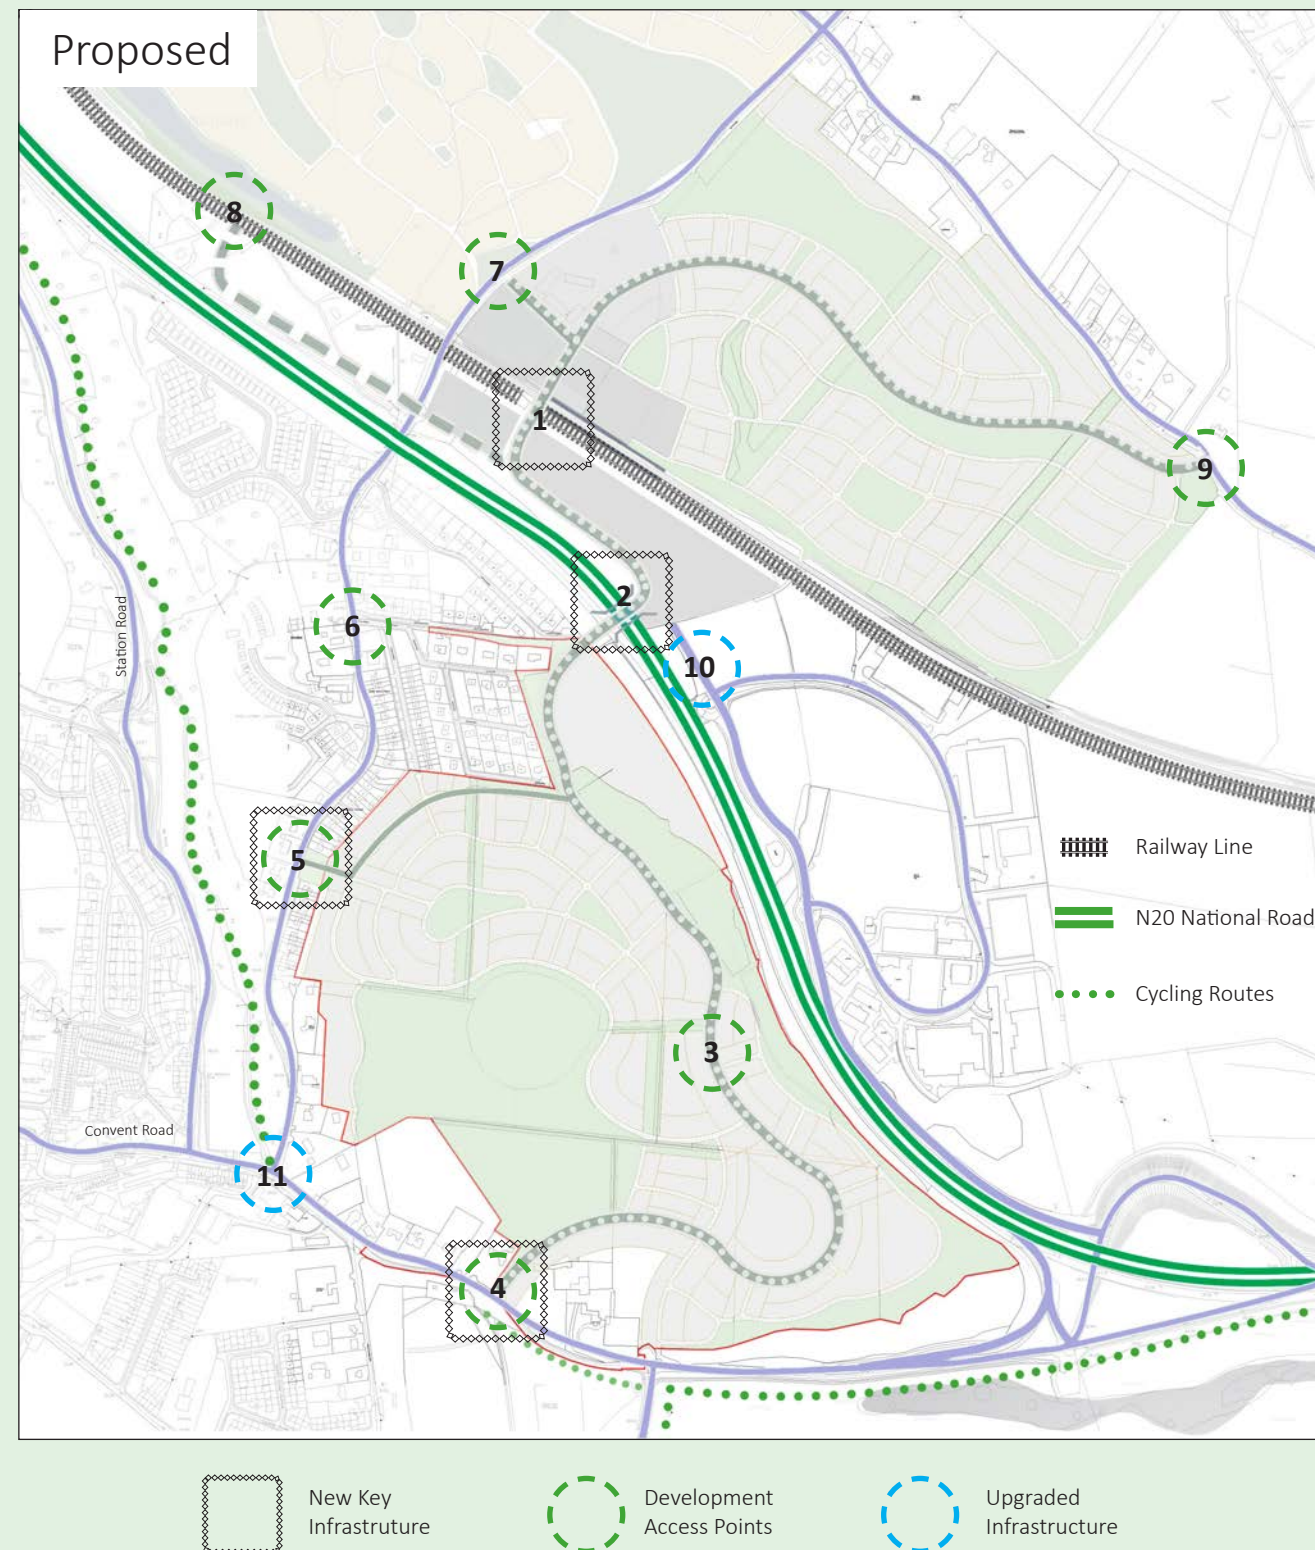 Proposed
8
7
1
9
2
6
Station Road
10
Railway Line
5
N20 National Road
Cycling Routes
3
Convent Road
11
4
New Key
Infrastruture
Development
Access Points
Upgraded
Infrastructure